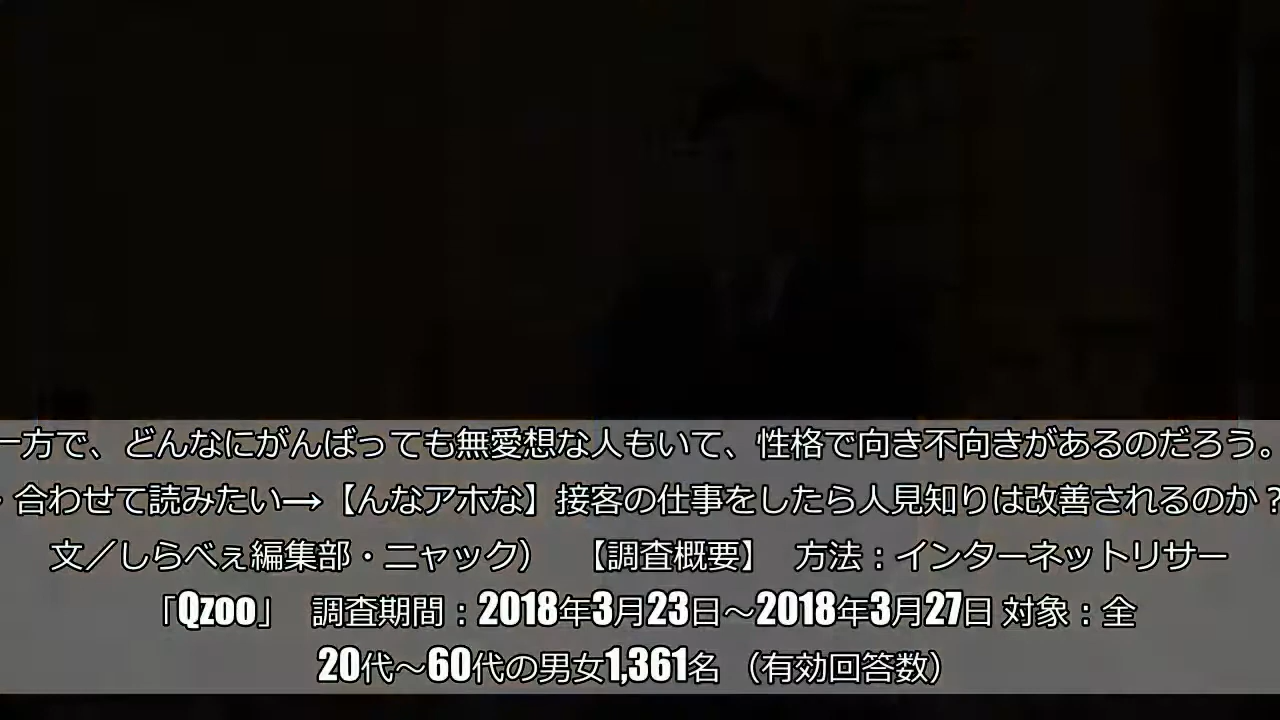 一方で、どんなにがんばっても無愛想な人もいて、性格で向き不向きがあるのだろう。
合わせて読みたい→【んなアホな】接客の仕事をしたら人見知りは改善されるのか？
文／しらべぇ編集部・ニャック） 【調査概要】 方法：インターネットリサー
「Qzoo」 調査期間：2018年3月23日～2018年3月27日 対象：全
20代～60代の男女1,361名 （有効回答数）